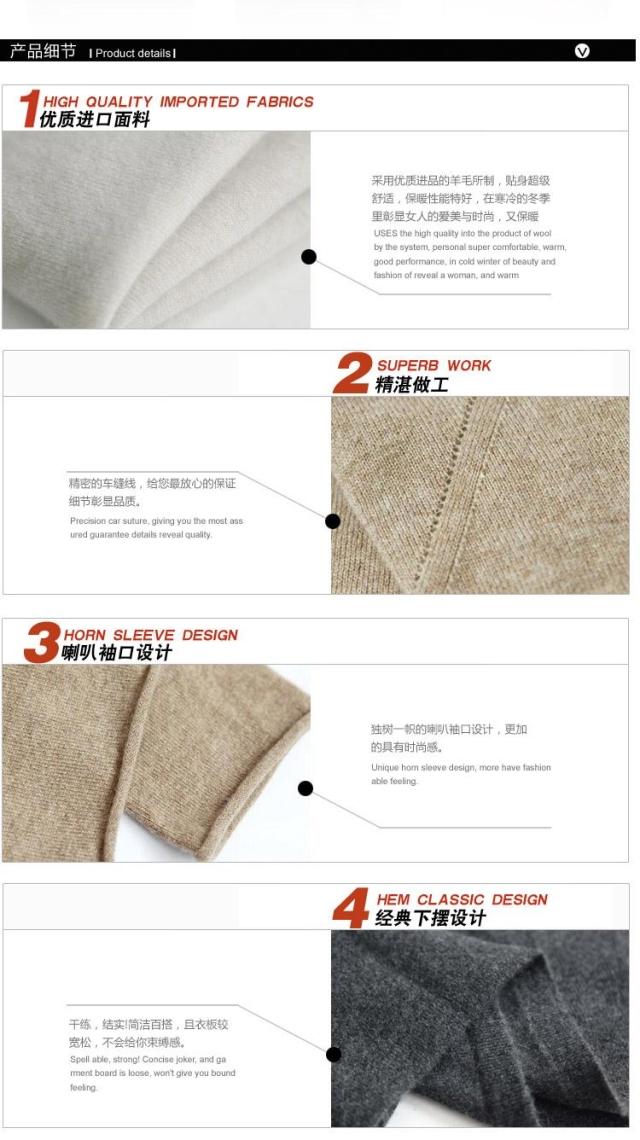 产品细节 Product details V
1 HIGH QUALITY IMPORTED FABRICS
优质进口面料
采用优质进品的羊毛所制，贴身超级
舒适，保暖性能特好，在寒冷的冬季
里彰显女人的爱美与时尚，又保暖
USES the high quality into the product of wool
by the system, personal super comfortable, warm,
good performance, in cold winter of beauty and
fashion of reveal a woman, and warm
2 SUPERB WORK
精湛做工
精密的车缝线，给您最放心的保证
细节彰显品质。
Precision car suture, giving you the most ass
ured guarantee details reveal quality.
3 HORN SLEEVE DESIGN
喇叭袖口设计
独树一帜的喇叭袖口设计，更加
的具有时尚感。
Unique horn sleeve design, more have fashion
able feeling.
4 HEM CLASSIC DESIGN
经典下摆设计
干练，结实!简洁百搭，且衣板较
宽松，不会给你束缚感。
Spell able, strong! Concise joker, and ga
rment board is loose, won't give you bound
feeling.